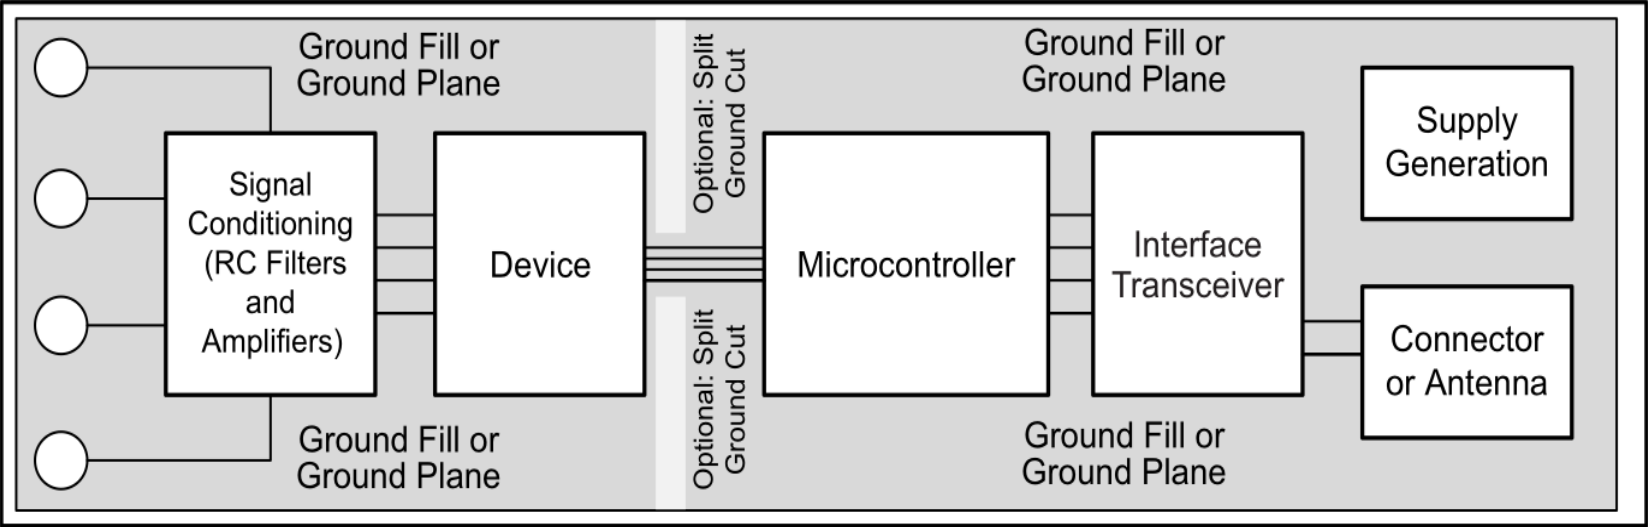 Ground Fill or
Ground Plane
Optional: Split
Ground Cut
Ground Fill or
Ground Plane
Supply
Generation
Signal
Conditioning
(RC Filters
and
Amplifiers)
Device
Microcontroller
Interface
Transceiver
Connector
or Antenna
Ground Fill or
Ground Plane
Optional: Split
Ground Cut
Ground Fill or
Ground Plane